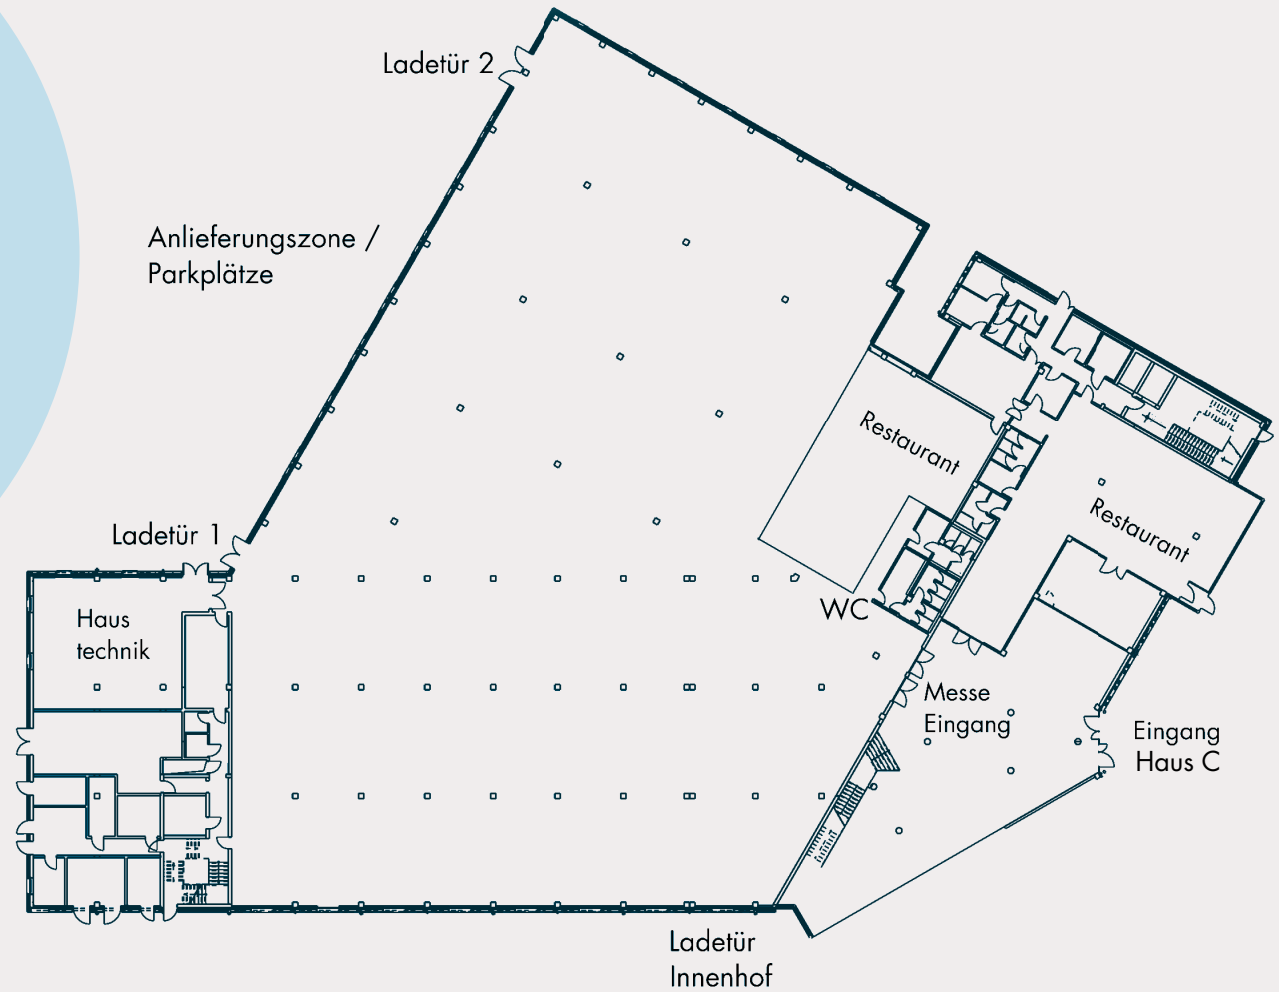 Ladetür 2
Anlieferungszone /
Parkplätze
Restaurant
Restaurant
Ladetür 1
Haus
technik
WC
Messe
Eingang
Eingang
Haus C
Ladetür
Innenhof